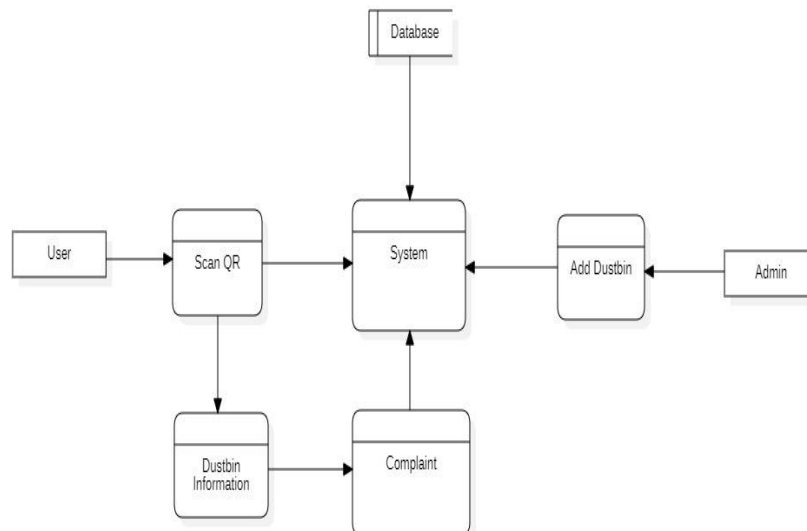 Database
User
Scan QR
System
Add Dustbin
Admin
Dustbin
Information
Complaint